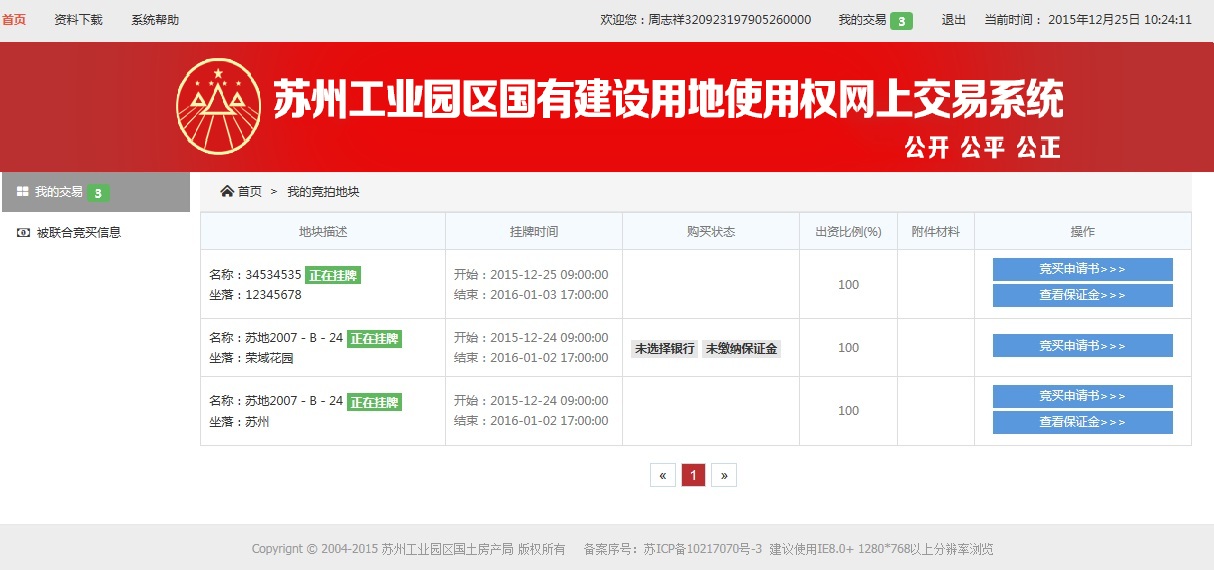 首页 资料下载 系统帮助 欢迎您：周志祥320923197905260000 我的交易 3 退出 当前时间： 2015年12月25日 10:24:11
苏州工业园区国有建设用地使用权网上交易系统
公开 公平 公正
我的交易 3
被联合竞买信息
首页 > 我的竞拍地块
地块描述 挂牌时间 购买状态 出资比例(%) 附件材料 操作
名称：34534535 正在挂牌
坐落：12345678
开始：2015-12-25 09:00:00
结束：2016-01-03 17:00:00
100
竞买申请书>>>
查看保证金>>>
名称：苏地2007 - B - 24 正在挂牌
坐落：荣域花园
开始：2015-12-24 09:00:00
结束：2016-01-02 17:00:00
未选择银行 未缴纳保证金
100
竞买申请书>>>
名称：苏地2007 - B - 24 正在挂牌
坐落：苏州
开始：2015-12-24 09:00:00
结束：2016-01-02 17:00:00
100
竞买申请书>>>
查看保证金>>>
« 1 »
Copyrignt © 2004-2015 苏州工业园区国土房产局 版权所有 备案序号：苏ICP备10217070号-3 建议使用IE8.0+ 1280*768以上分辨率浏览